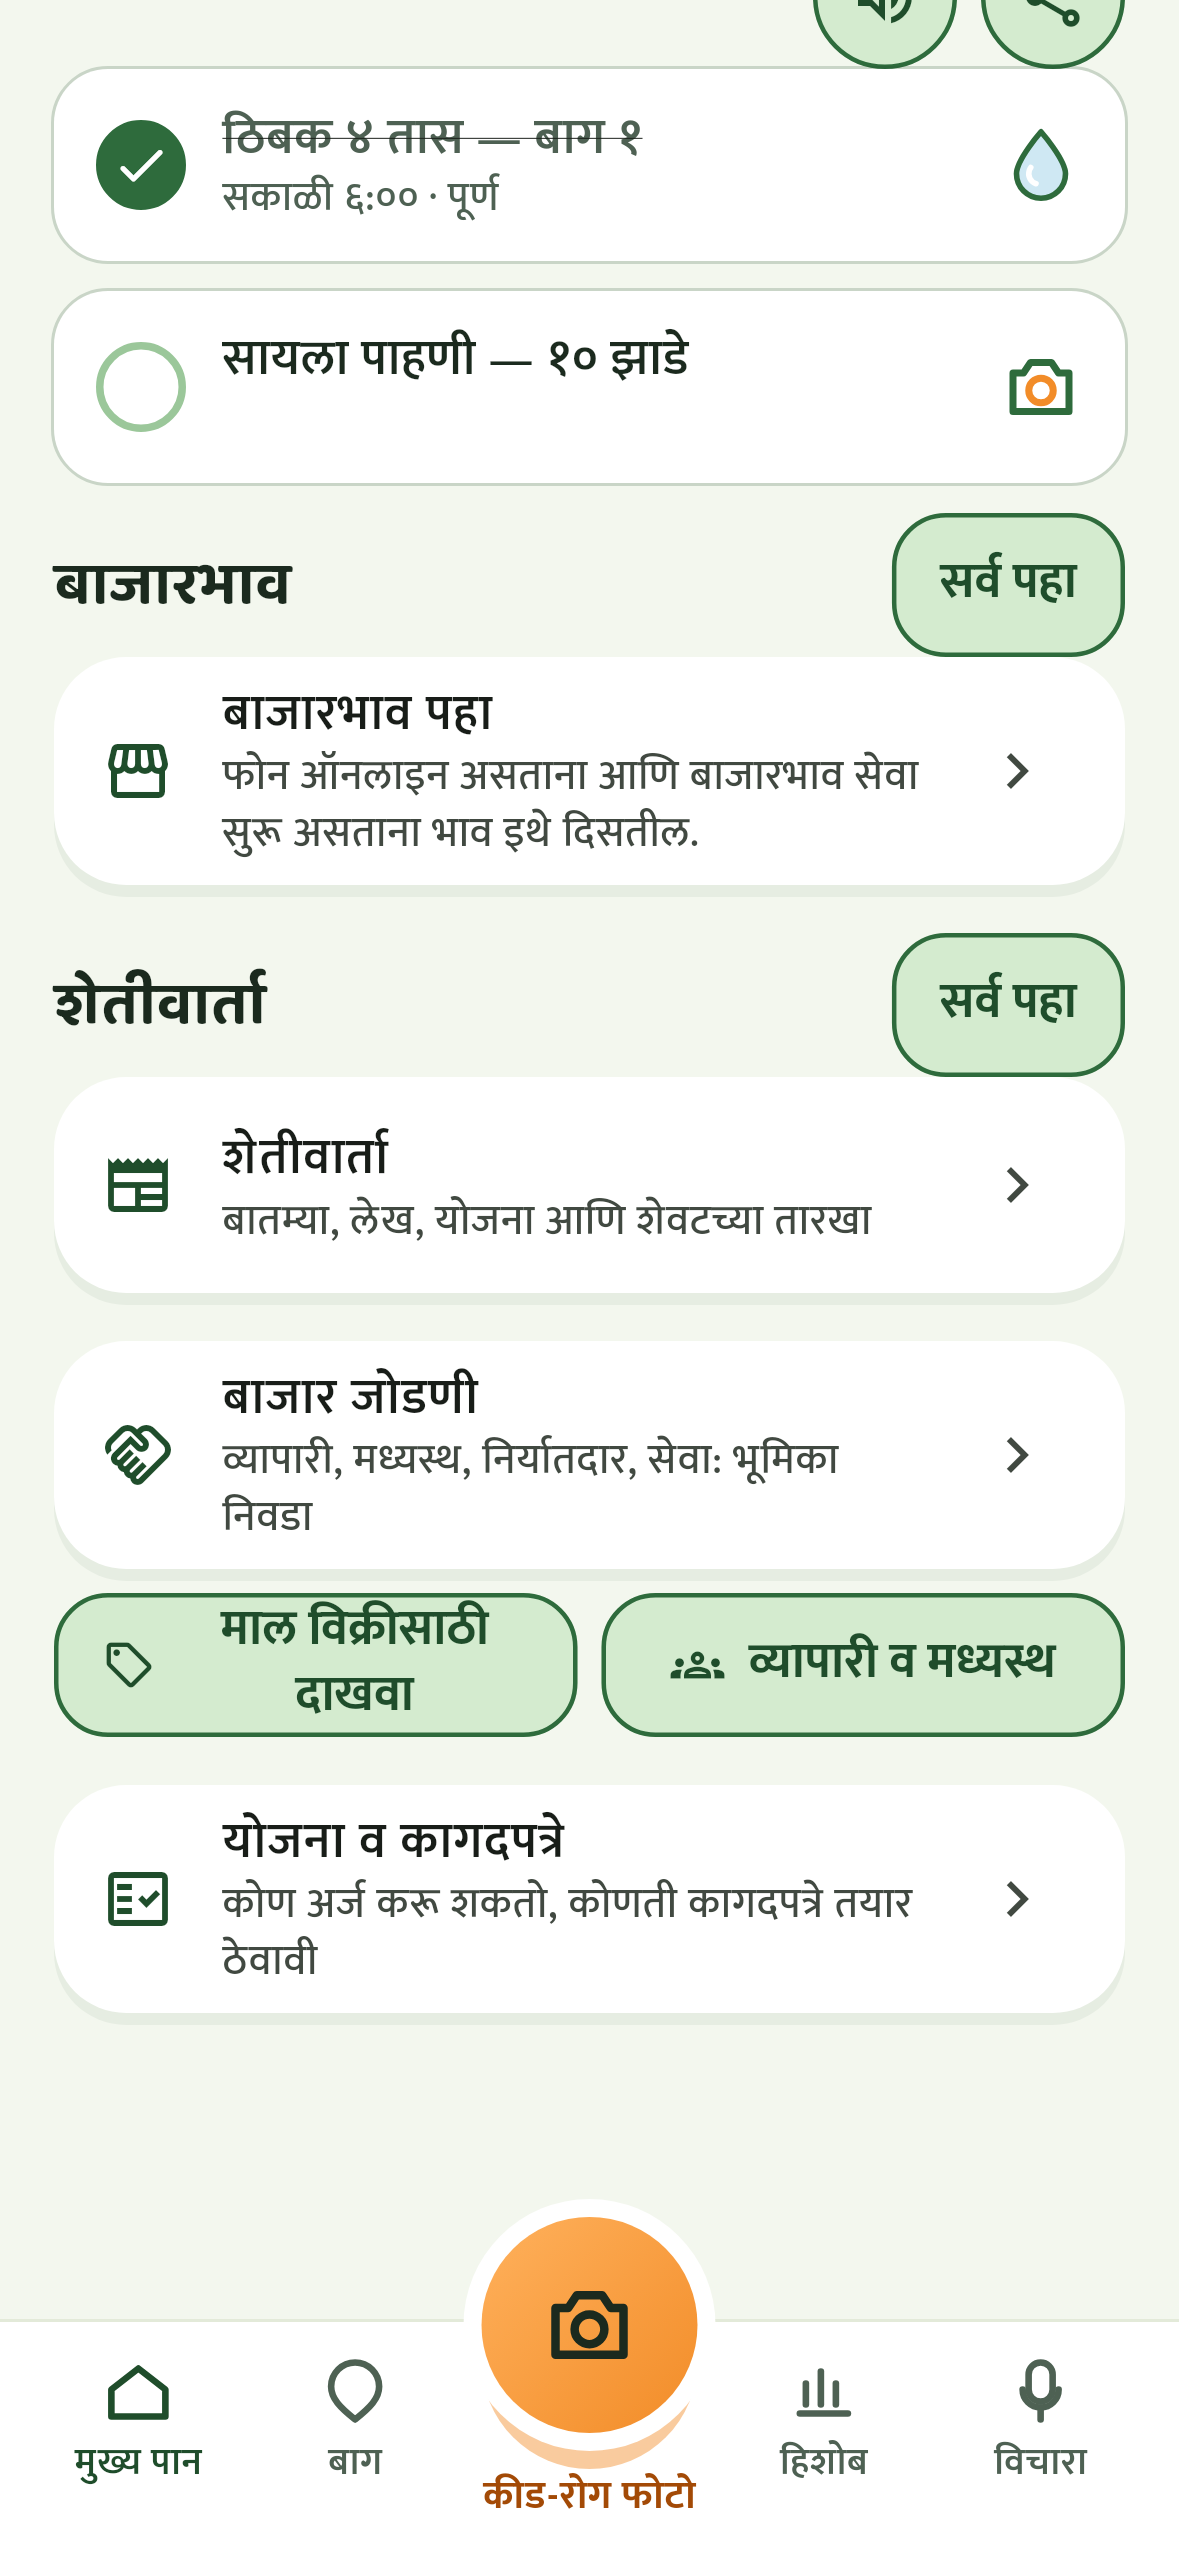 ठिबक ४ तास — बाग १
सकाळी ६:०० · पूर्ण
सायला पाहणी — १० झाडे
बाजारभाव
सर्व पहा
बाजारभाव पहा
फोन ऑनलाइन असताना आणि बाजारभाव सेवा
सुरू असताना भाव इथे दिसतील.
शेतीवार्ता
सर्व पहा
शेतीवार्ता
बातम्या, लेख, योजना आणि शेवटच्या तारखा
बाजार जोडणी
व्यापारी, मध्यस्थ, निर्यातदार, सेवा: भूमिका
निवडा
माल विक्रीसाठी
दाखवा
व्यापारी व मध्यस्थ
योजना व कागदपत्रे
कोण अर्ज करू शकतो, कोणती कागदपत्रे तयार
ठेवावी
मुख्य पान
बाग
कीड-रोग फोटो
हिशोब
विचारा